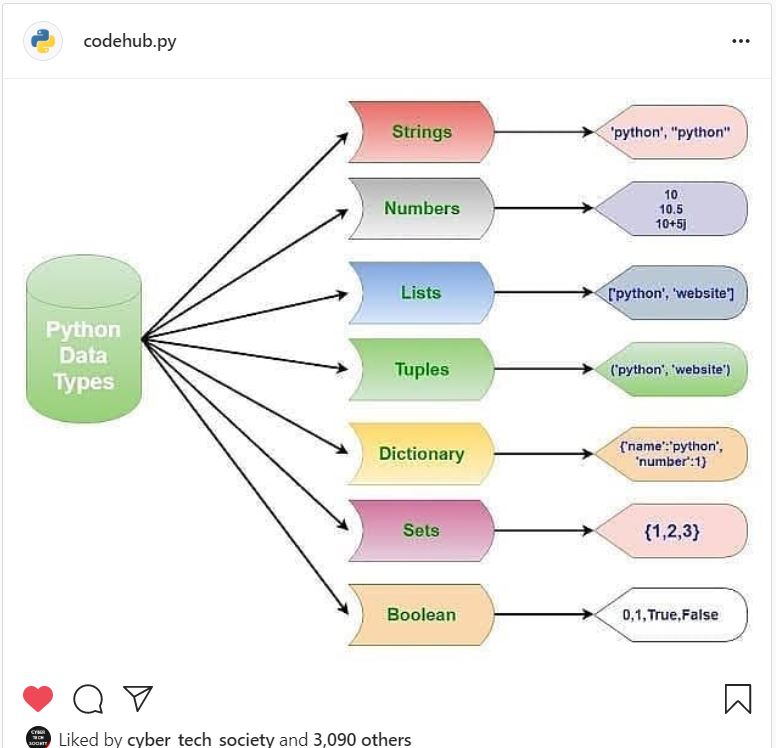 codehub.py
Strings
'python', "python"
Numbers
10
10.5
10+5j
Lists
['python', 'website']
Python
Data
Types
Tuples
('python', 'website')
Dictionary
{'name':'python',
'number':1}
Sets
{1,2,3}
Boolean
0,1,True,False
CYBER
TECH
SOCIETY
Liked by cyber_tech_society and 3,090 others